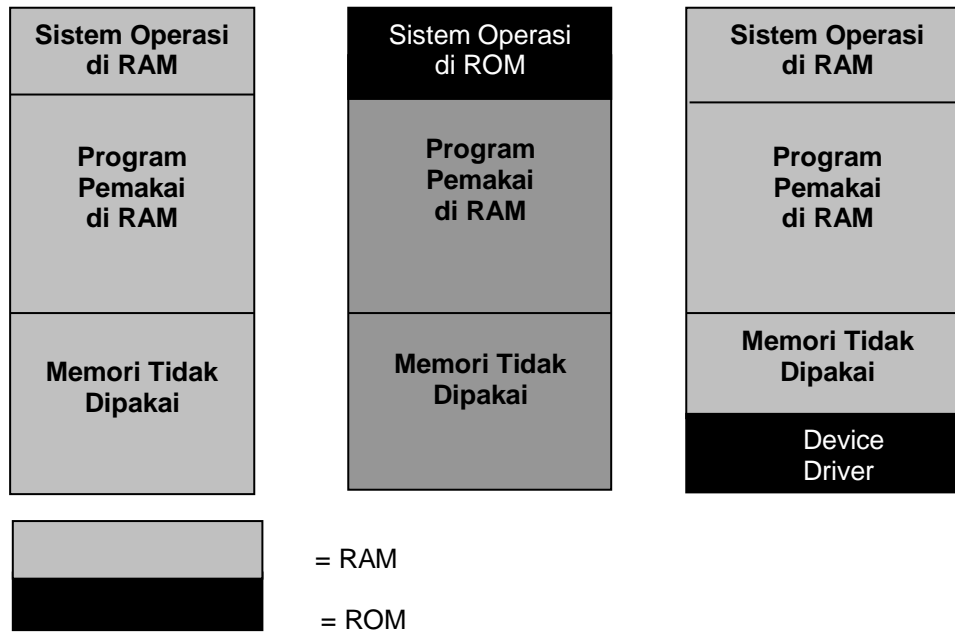 Sistem Operasi
di RAM
Program
Pemakai
di RAM
Memori Tidak
Dipakai
Sistem Operasi
di ROM
Program
Pemakai
di RAM
Memori Tidak
Dipakai
Sistem Operasi
di RAM
Program
Pemakai
di RAM
Memori Tidak
Dipakai
Device
Driver
= RAM
= ROM